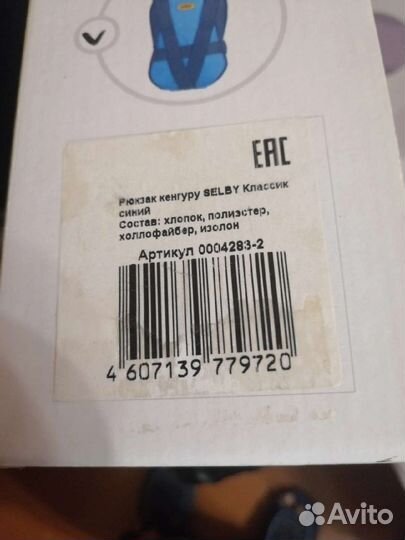 EAC
Рюкзак кенгуру SELBY Классик
синий
Состав: хлопок, полиэстер,
холлофайбер, изолон
Артикул 0004283-2
4 607139 779720
Avito